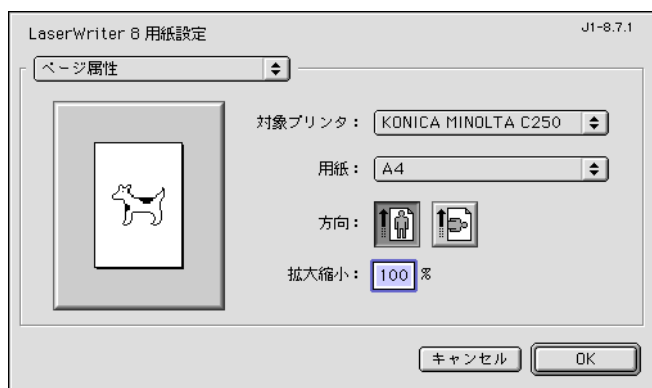 LaserWriter 8 用紙設定
J1-8.7.1
ページ属性
対象プリンタ： KONICA MINOLTA C250
用紙： A4
方向：
拡大縮小： 100 %
キャンセル OK